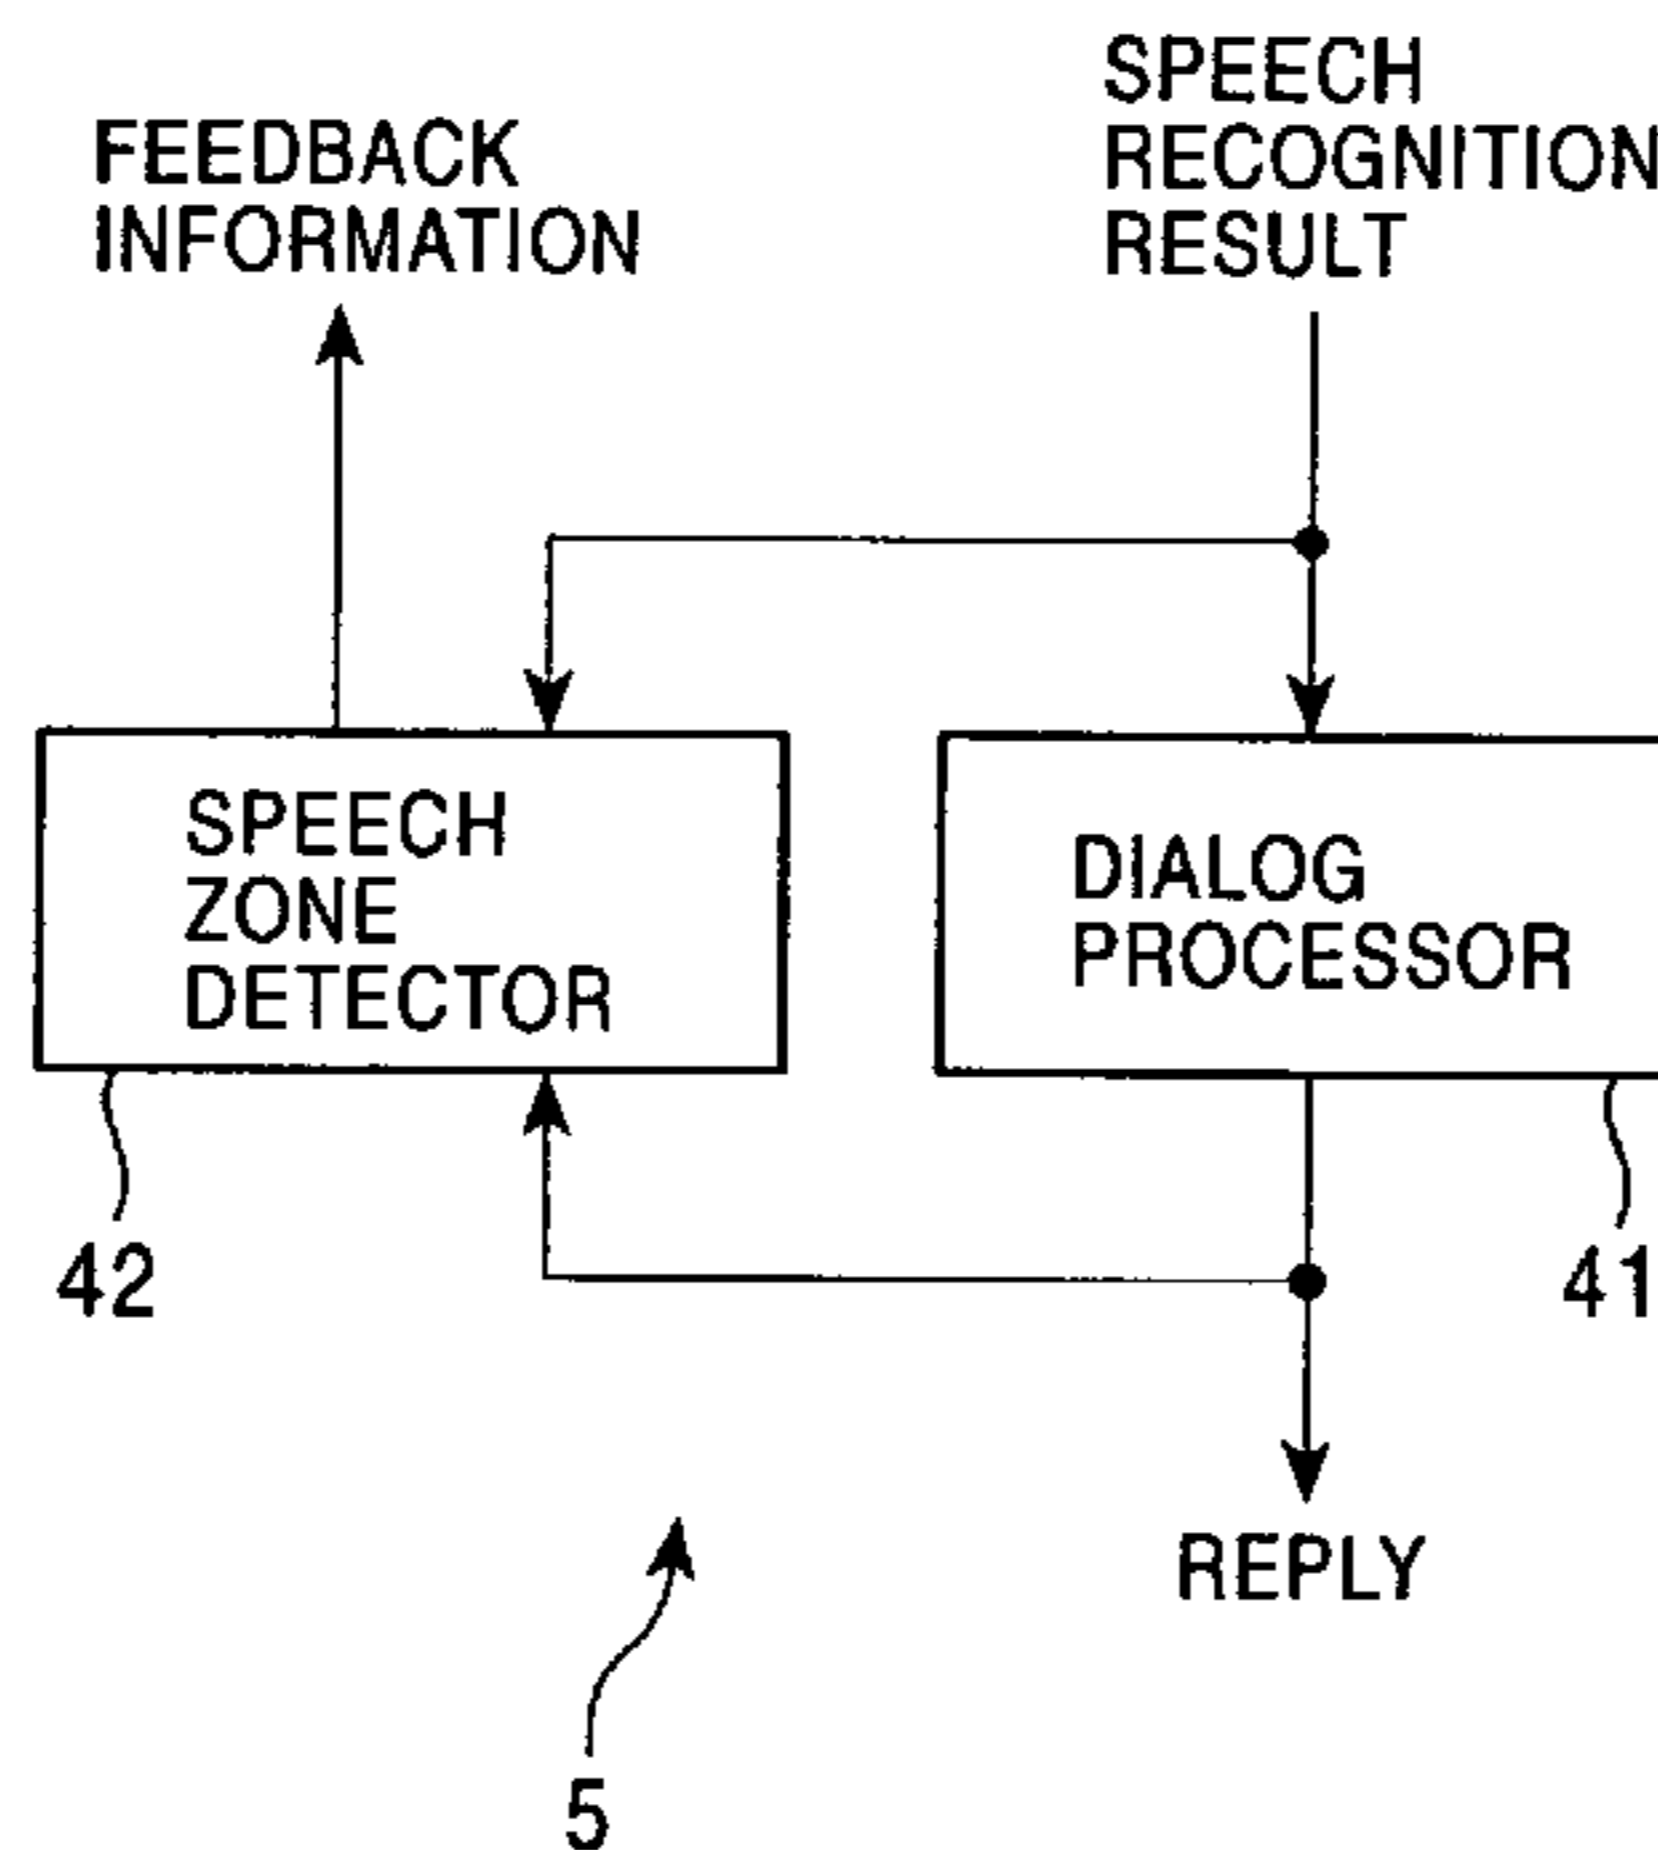 FEEDBACK
INFORMATION
SPEECH
RECOGNITION
RESULT
SPEECH
ZONE
DETECTOR
DIALOG
PROCESSOR
42
41
REPLY
5